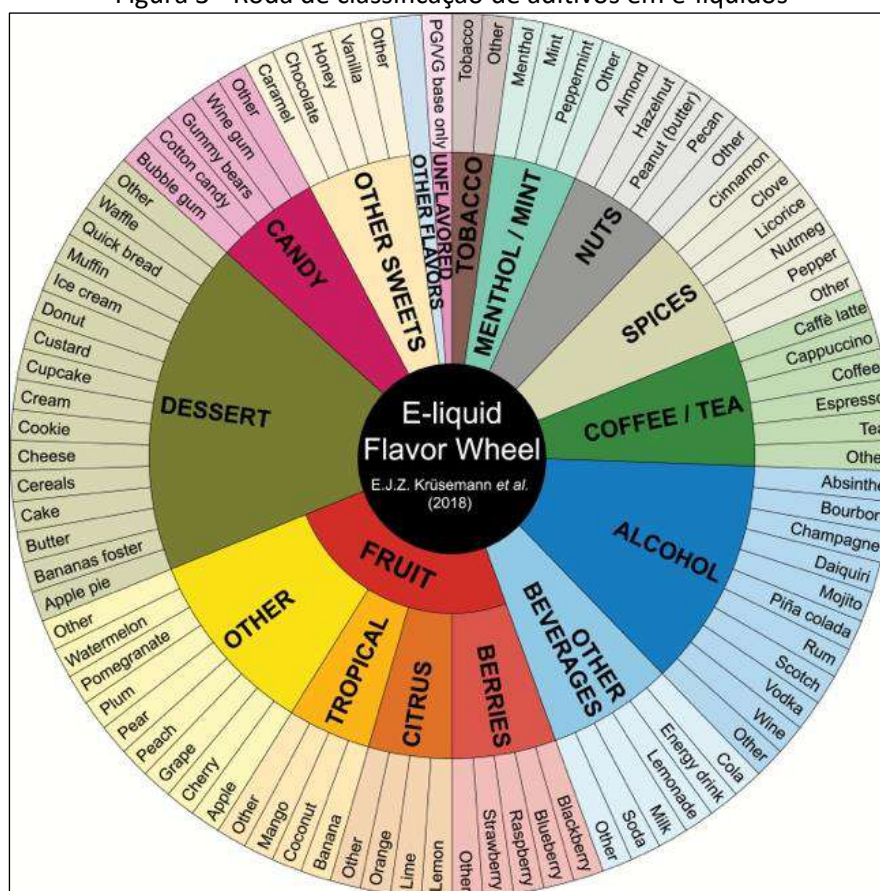 Figura 3 - Roda de classificação de aditivos em e-líquidos
E-liquid
Flavor Wheel
E.J.Z. Krüsemann et al.
(2018)
TOBACCO
Tobacco
Other
MENTHOL / MINT
Menthol
Mint
Peppermint
Other
NUTS
Almond
Hazelnut
Peanut (butter)
Pecan
Other
SPICES
Cinnamon
Clove
Licorice
Nutmeg
Pepper
Other
COFFEE / TEA
Caffè latte
Cappuccino
Coffee
Espresso
Tea
Other
ALCOHOL
Absinthe
Bourbon
Champagne
Daiquiri
Mojito
Piña colada
Rum
Scotch
Vodka
Wine
Other
OTHER
BEVERAGES
Cola
Energy drink
Lemonade
Milk
Soda
Other
FRUIT
BERRIES
Blackberry
Blueberry
Raspberry
Strawberry
Other
CITRUS
Lemon
Lime
Orange
Other
TROPICAL
Banana
Coconut
Mango
Other
OTHER
Apple
Cherry
Grape
Peach
Pear
Plum
Pomegranate
Watermelon
Other
DESSERT
Apple pie
Bananas foster
Butter
Cake
Cereals
Cheese
Cookie
Cream
Cupcake
Custard
Donut
Ice cream
Muffin
Quick bread
Waffle
Other
CANDY
Bubble gum
Cotton candy
Gummy bears
Wine gum
Other
OTHER SWEETS
Caramel
Chocolate
Honey
Vanilla
Other
OTHER FLAVORS
UNFLAVORED
PG/VG base only